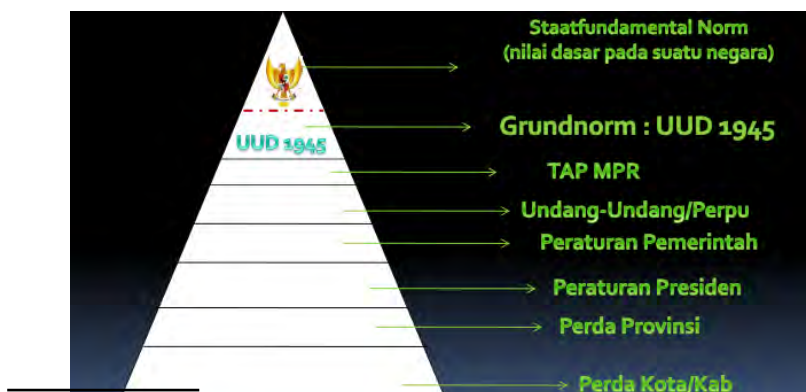 Staatfundamental Norm
(nilai dasar pada suatu negara)
Grundnorm : UUD 1945
UUD 1945
TAP MPR
Undang-Undang/Perpu
Peraturan Pemerintah
Peraturan Presiden
Perda Provinsi
Perda Kota/Kab